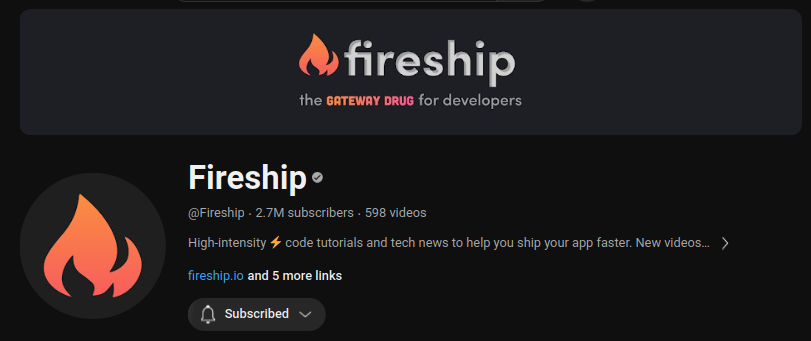 fireship
the GATEWAY DRUG for developers
Fireship
@Fireship · 2.7M subscribers · 598 videos
High-intensity ⚡ code tutorials and tech news to help you ship your app faster. New videos...
fireship.io and 5 more links
Subscribed